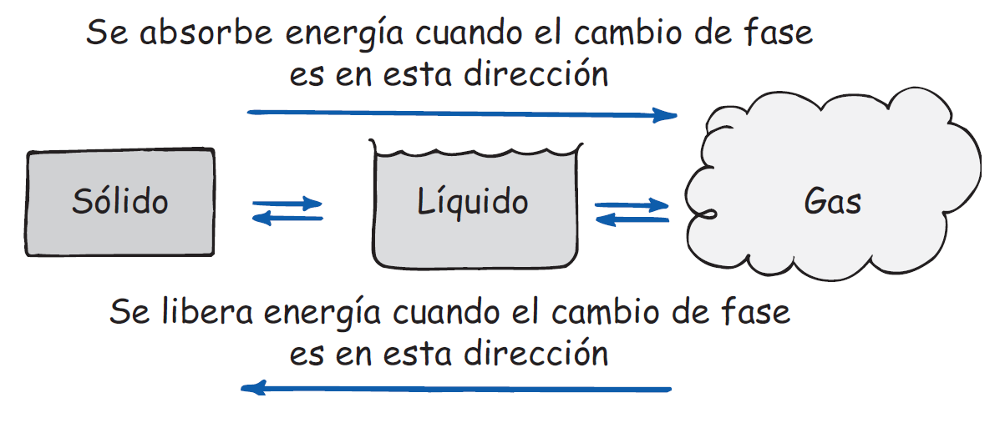 Se absorbe energía cuando el cambio de fase
es en esta dirección
Sólido
Líquido
Gas
Se libera energía cuando el cambio de fase
es en esta dirección